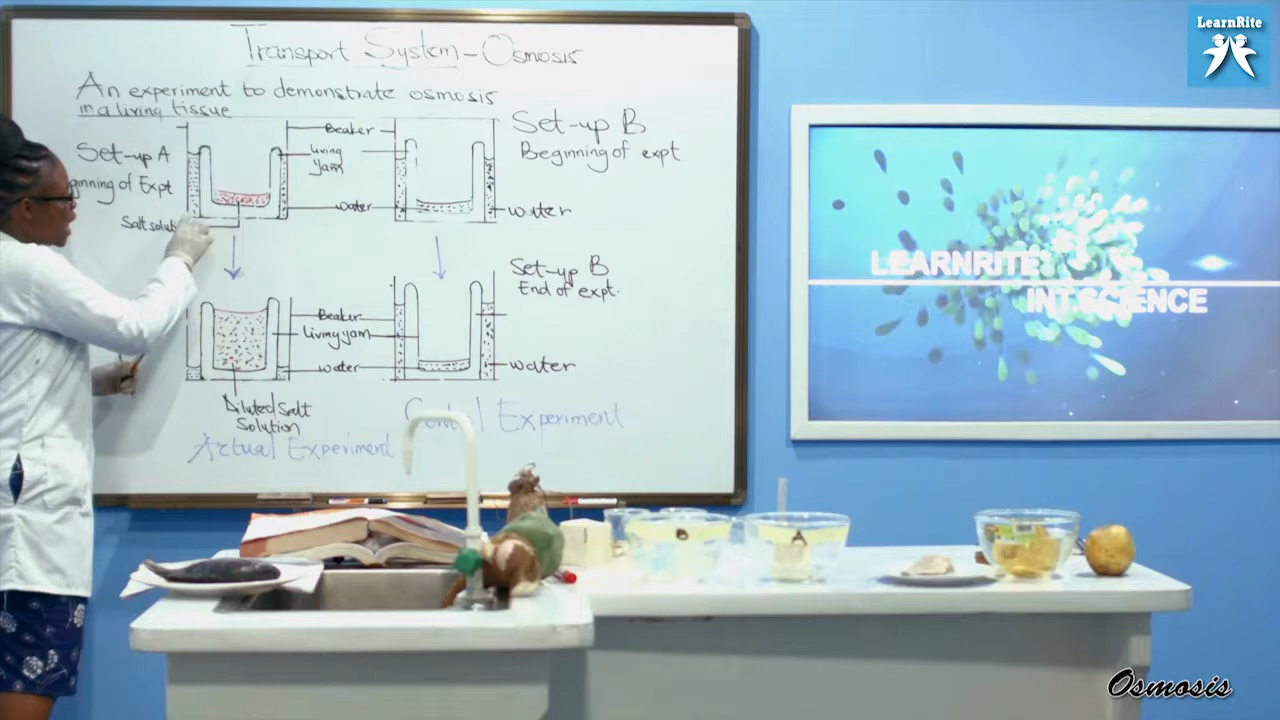 LearnRite
Transport System - Osmosis
An experiment to demonstrate osmosis
in a living tissue
Set-up A
ginning of Expt
Beaker
Living
Yam
water
Salt solut
Set-up B
Beginning of expt
water
Set-up B
End of expt.
Beaker
Living yam
water
water
Diluted Salt
Solution
Actual Experiment
Experiment
LEARNRITE
INT.SCIENCE
B
A
Osmosis